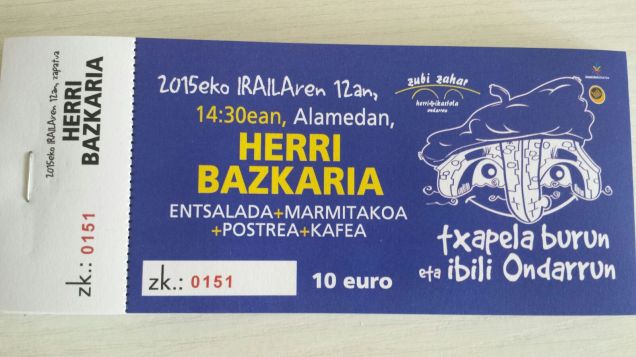 2015eko IRAILAren 12an, zapatua
HERRI
BAZKARIA
zk.: 0151
2015eko IRAILAren 12an,
14:30ean, Alamedan,
HERRI
BAZKARIA
ENTSALADA+MARMITAKOA
+POSTREA+KAFEA
zk.: 0151
10 euro
zubi zahar
herri+ikastola
ondarroa
txapela burun
eta ibili Ondarrun